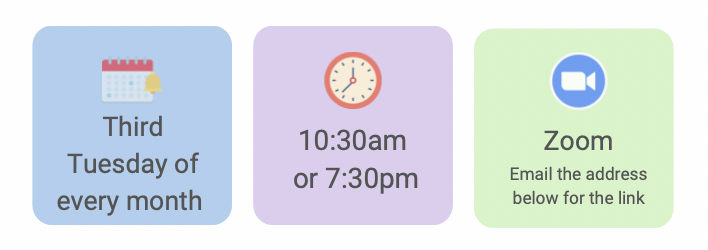 Third
Tuesday of
every month
10:30am
or 7:30pm
Zoom
Email the address
below for the link